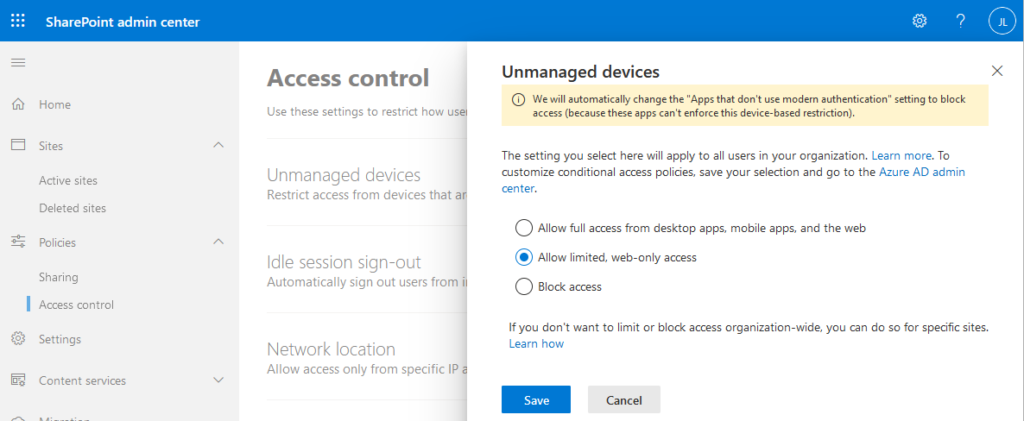 SharePoint admin center
?
JL
Home
Sites
Active sites
Deleted sites
Policies
Sharing
Access control
Settings
Content services
Migration
Access control
Use these settings to restrict how use
Unmanaged devices
Restrict access from devices that ar
Idle session sign-out
Automatically sign out users from i
Network location
Allow access only from specific IP a
Unmanaged devices
We will automatically change the "Apps that don't use modern authentication" setting to block
access (because these apps can't enforce this device-based restriction).
The setting you select here will apply to all users in your organization. Learn more. To
customize conditional access policies, save your selection and go to the Azure AD admin
center.
Allow full access from desktop apps, mobile apps, and the web
Allow limited, web-only access
Block access
If you don't want to limit or block access organization-wide, you can do so for specific sites.
Learn how
Save
Cancel